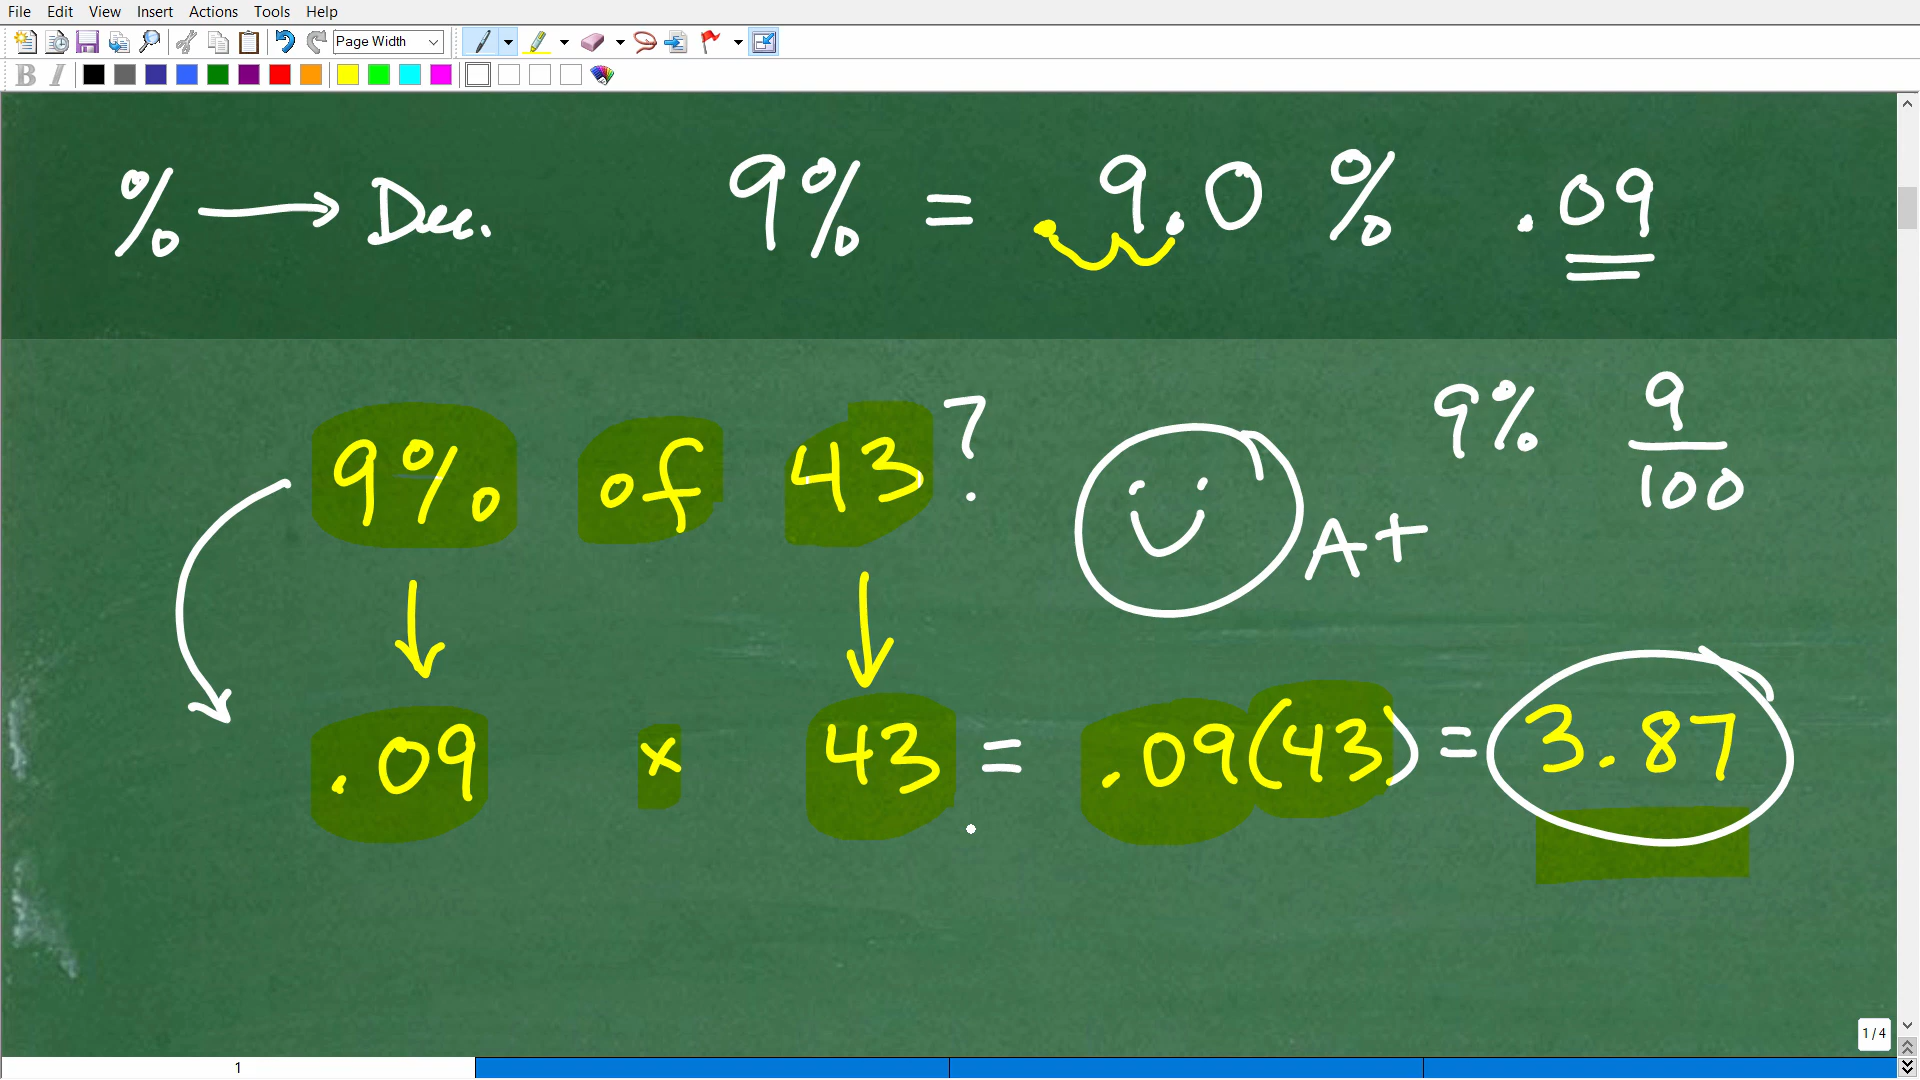 File Edit View Insert Actions Tools Help
Page Width
B I
% → Dec. 9% = 9.0 % .09
9% of 43? 9% 9/100
A+
.09 x 43 = .09(43) = 3.87
1 / 4
1